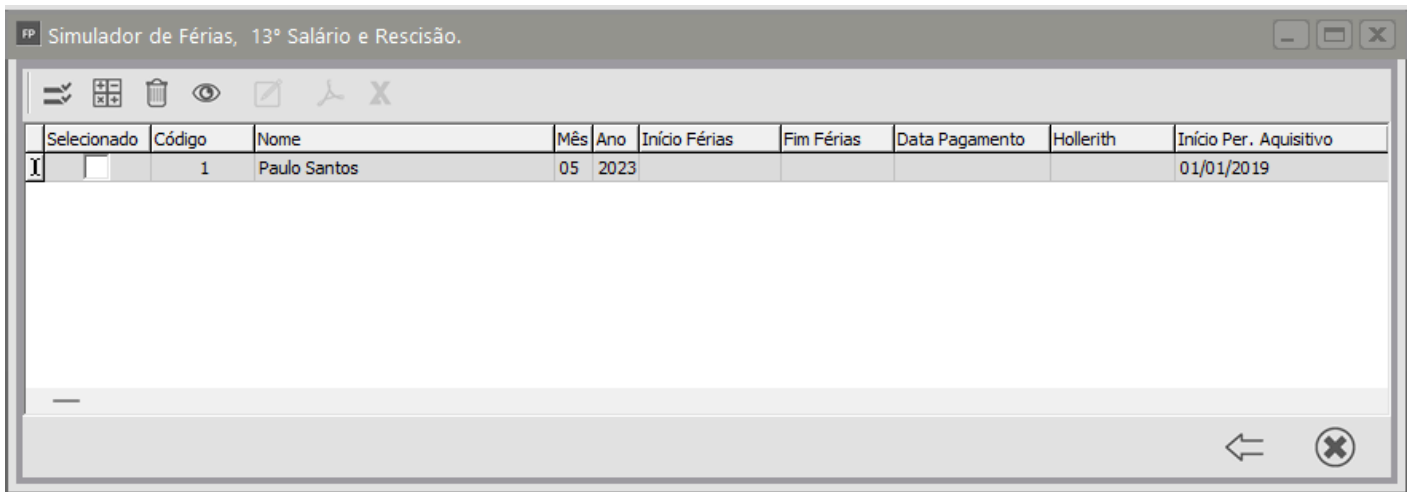 FP Simulador de Férias, 13º Salário e Rescisão.
Selecionado Código Nome Mês Ano Início Férias Fim Férias Data Pagamento Hollerith Início Per. Aquisitivo
1 Paulo Santos 05 2023 01/01/2019